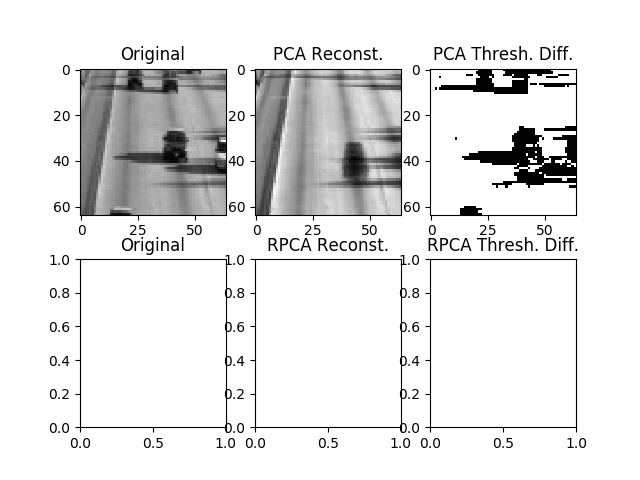 Original PCA Reconst. PCA Thresh. Diff.
0 0 0
20 20 20
40 40 40
60 60 60
0 25 50 0 25 50 0 25 50
Original RPCA Reconst. RPCA Thresh. Diff.
1.0 1.0 1.0
0.8 0.8 0.8
0.6 0.6 0.6
0.4 0.4 0.4
0.2 0.2 0.2
0.0 0.0 0.0
0.0 0.5 1.0 0.0 0.5 1.0 0.0 0.5 1.0